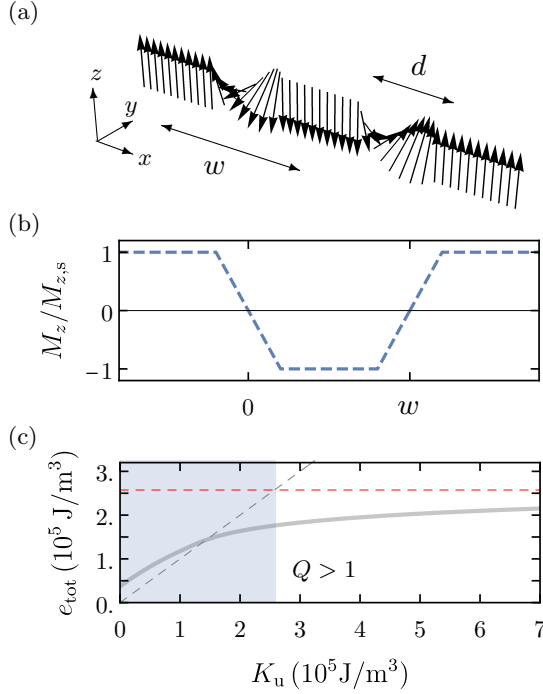 (a)
z
y
x
w
d
(b)
M_z/M_{z,s}
1
0
−1
0
w
(c)
e_tot (10^5 J/m^3)
3.
2.
1.
0.
Q > 1
0
1
2
3
4
5
6
7
K_u (10^5J/m^3)